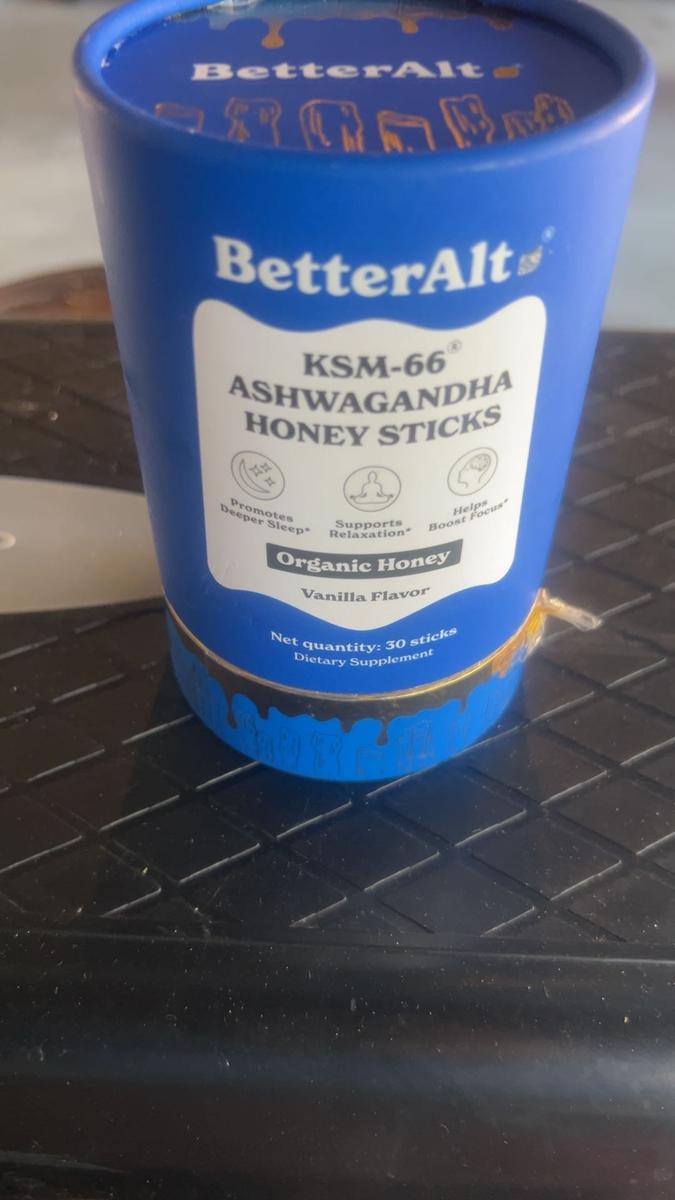 BetterAlt
BetterAlt®
KSM-66®
ASHWAGANDHA
HONEY STICKS
Promotes
Deeper Sleep*
Supports
Relaxation*
Helps
Boost Focus*
Organic Honey
Vanilla Flavor
Net quantity: 30 sticks
Dietary Supplement